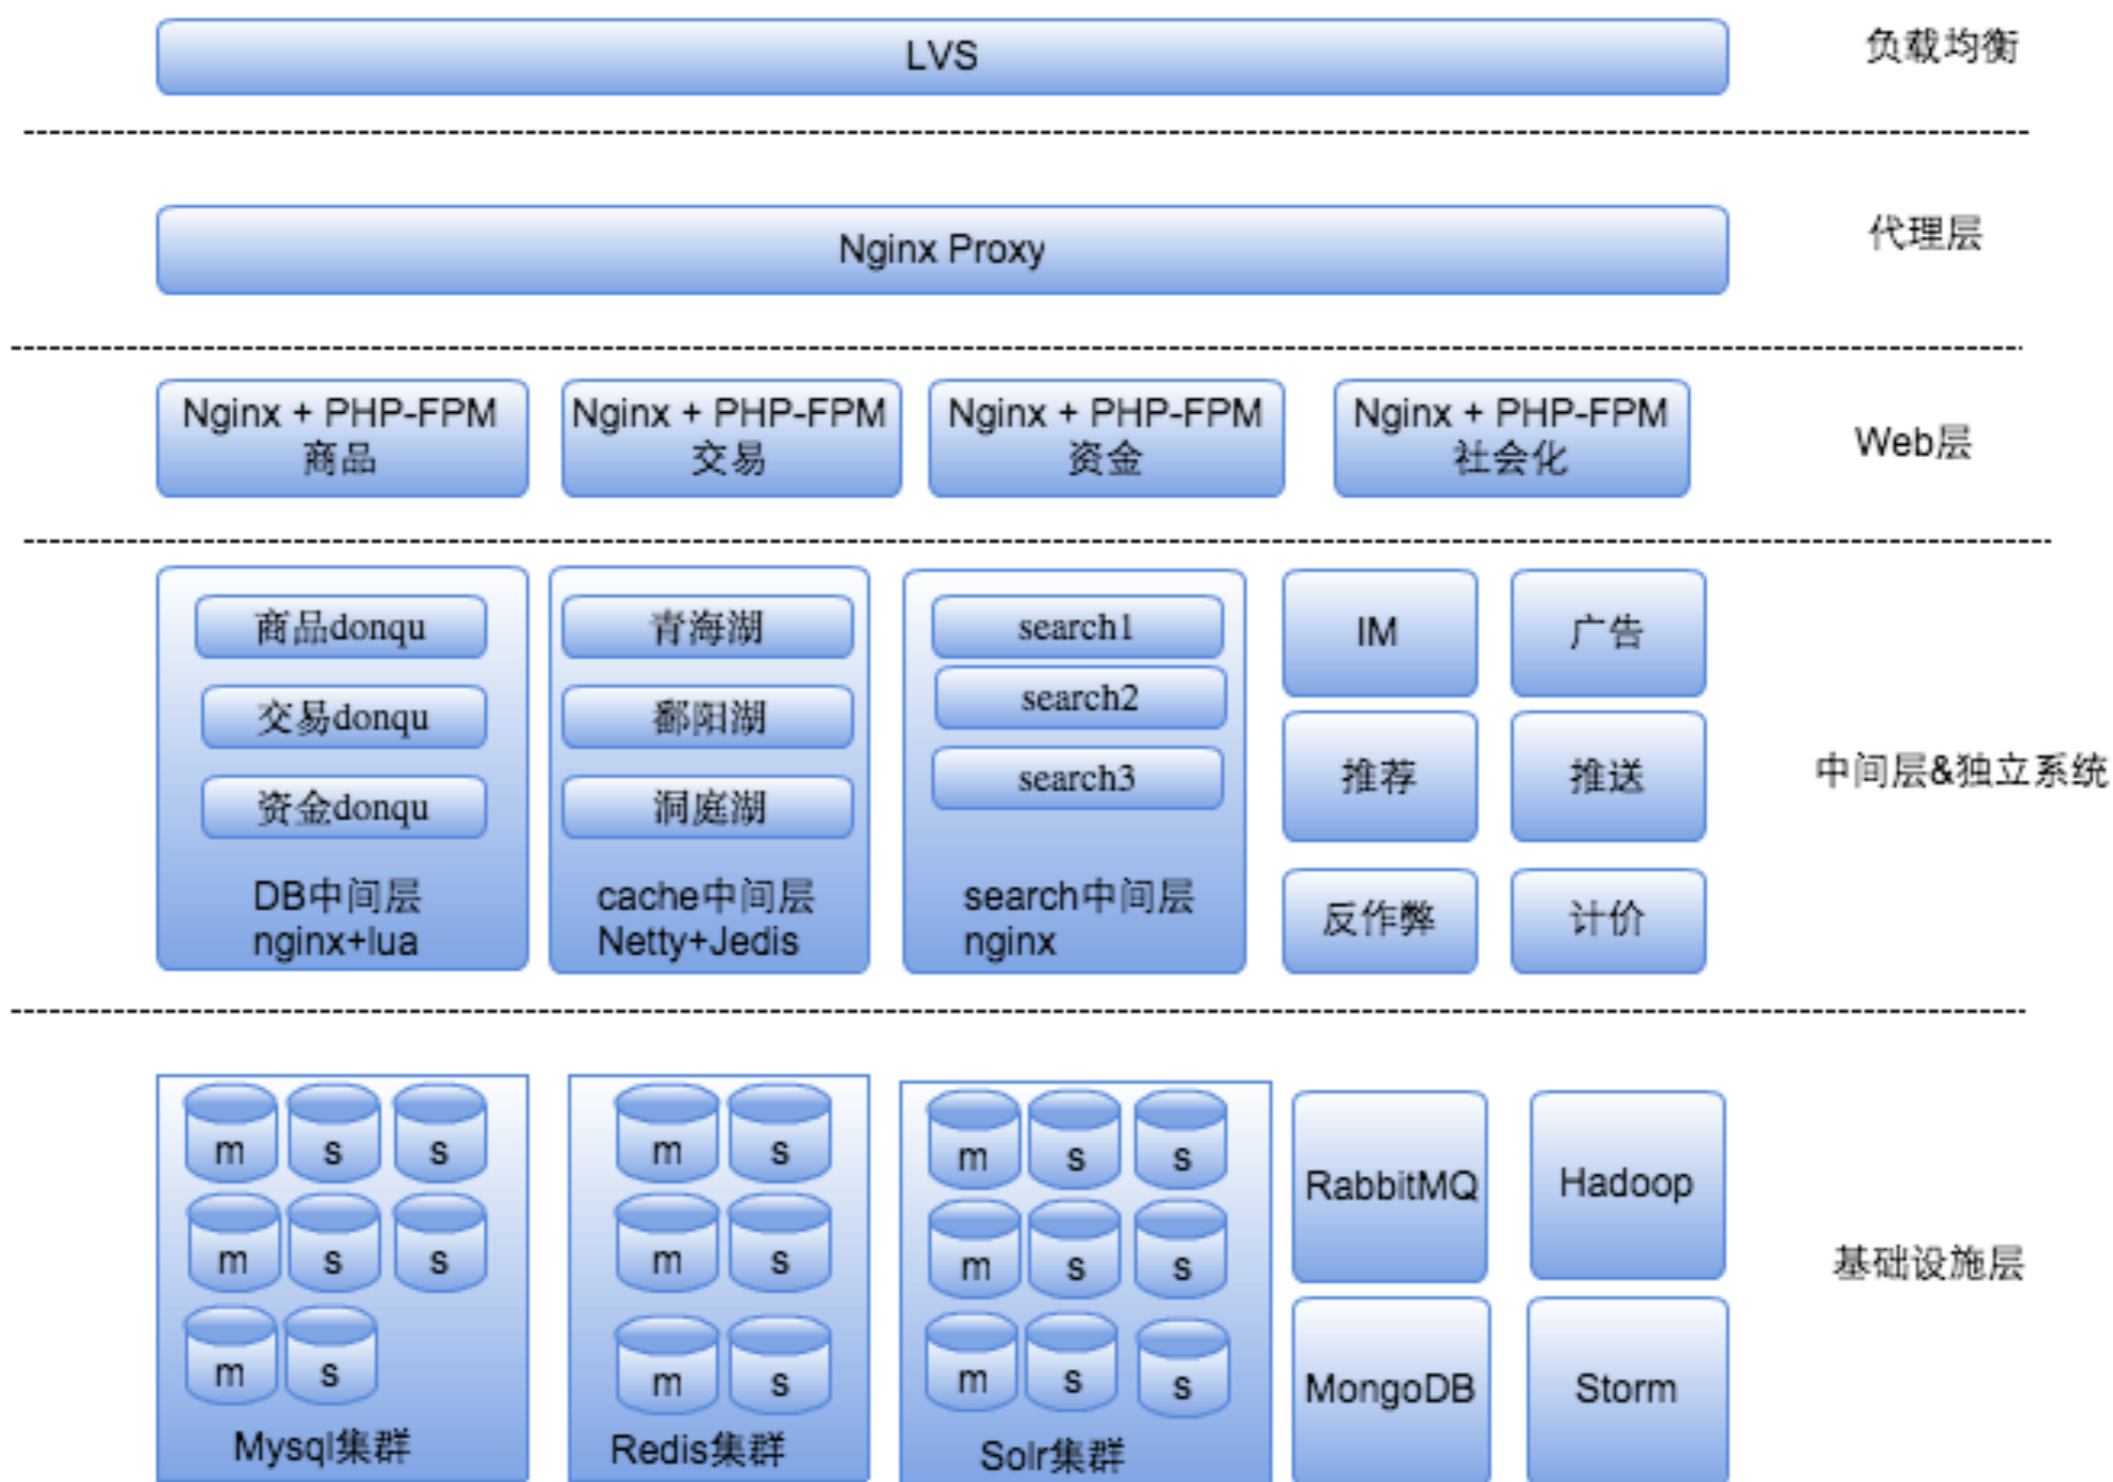 LVS
负载均衡
Nginx Proxy
代理层
Nginx + PHP-FPM
商品
Nginx + PHP-FPM
交易
Nginx + PHP-FPM
资金
Nginx + PHP-FPM
社会化
Web层
商品donqu
交易donqu
资金donqu
DB中间层
nginx+lua
青海湖
鄱阳湖
洞庭湖
cache中间层
Netty+Jedis
search1
search2
search3
search中间层
nginx
IM
广告
推荐
推送
反作弊
计价
中间层&独立系统
m
s
s
m
s
s
m
s
Mysql集群
m
s
m
s
m
s
Redis集群
m
s
s
m
s
s
m
s
s
Solr集群
RabbitMQ
Hadoop
MongoDB
Storm
基础设施层